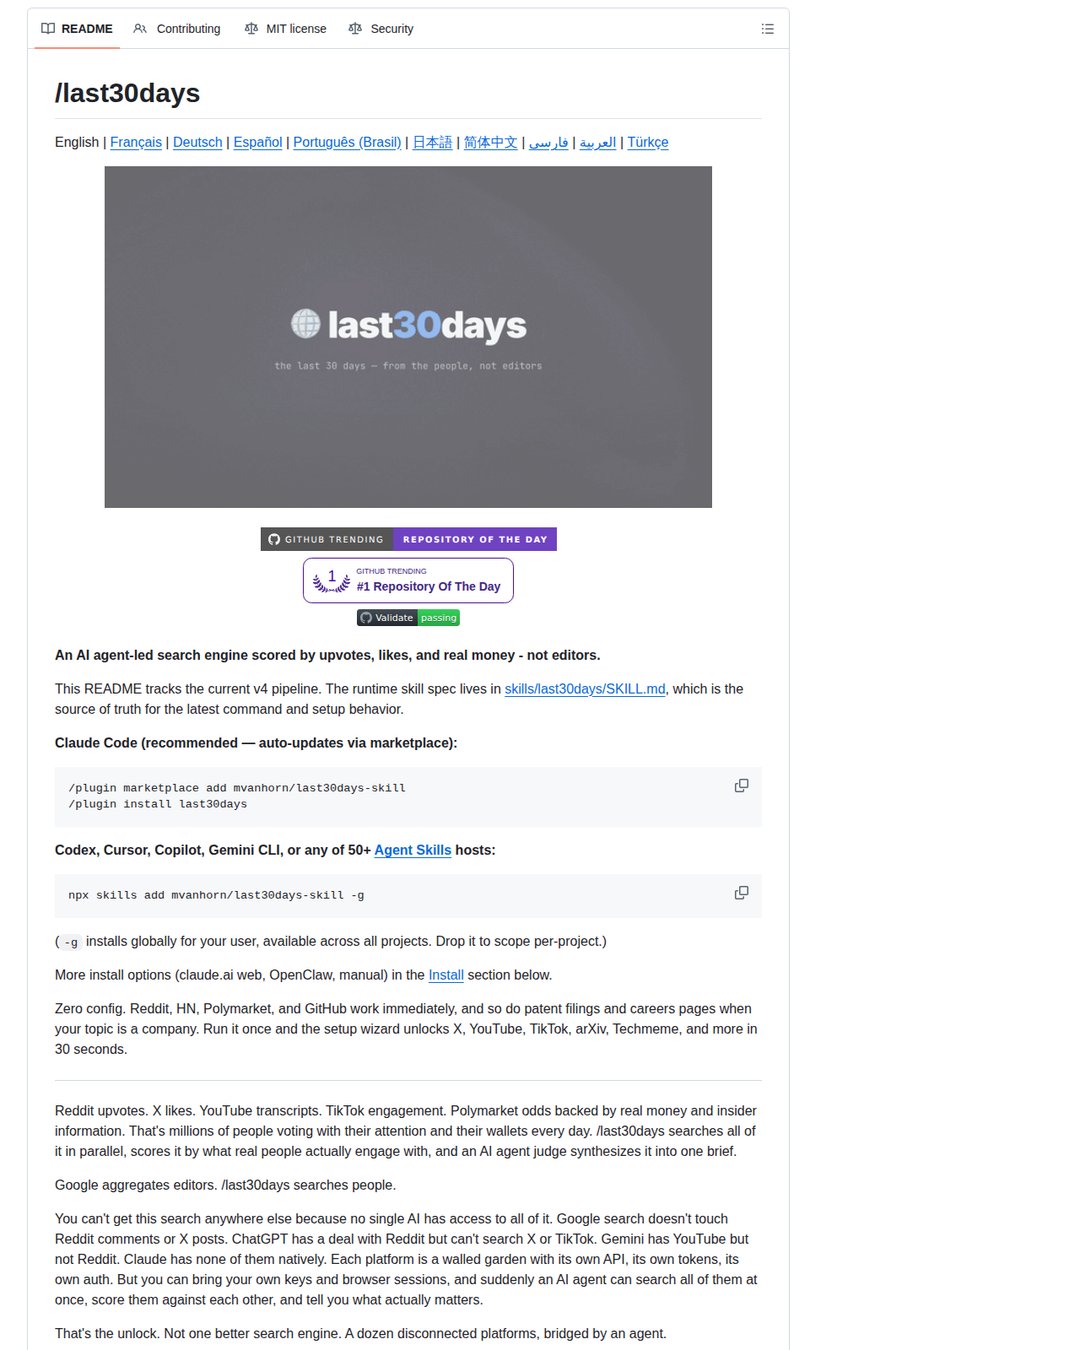 README
Contributing
MIT license
Security
/last30days
English | Français | Deutsch | Español | Português (Brasil) | 日本語 | 简体中文 | فارسی | العربية | Türkçe
last30days
the last 30 days — from the people, not editors
GITHUB TRENDING REPOSITORY OF THE DAY
1
GITHUB TRENDING
#1 Repository Of The Day
Validate passing
An AI agent-led search engine scored by upvotes, likes, and real money - not editors.
This README tracks the current v4 pipeline. The runtime skill spec lives in skills/last30days/SKILL.md, which is the
source of truth for the latest command and setup behavior.
Claude Code (recommended — auto-updates via marketplace):
/plugin marketplace add mvanhorn/last30days-skill
/plugin install last30days
Codex, Cursor, Copilot, Gemini CLI, or any of 50+ Agent Skills hosts:
npx skills add mvanhorn/last30days-skill -g
( -g installs globally for your user, available across all projects. Drop it to scope per-project.)
More install options (claude.ai web, OpenClaw, manual) in the Install section below.
Zero config. Reddit, HN, Polymarket, and GitHub work immediately, and so do patent filings and careers pages when
your topic is a company. Run it once and the setup wizard unlocks X, YouTube, TikTok, arXiv, Techmeme, and more in
30 seconds.
Reddit upvotes. X likes. YouTube transcripts. TikTok engagement. Polymarket odds backed by real money and insider
information. That's millions of people voting with their attention and their wallets every day. /last30days searches all of
it in parallel, scores it by what real people actually engage with, and an AI agent judge synthesizes it into one brief.
Google aggregates editors. /last30days searches people.
You can't get this search anywhere else because no single AI has access to all of it. Google search doesn't touch
Reddit comments or X posts. ChatGPT has a deal with Reddit but can't search X or TikTok. Gemini has YouTube but
not Reddit. Claude has none of them natively. Each platform is a walled garden with its own API, its own tokens, its
own auth. But you can bring your own keys and browser sessions, and suddenly an AI agent can search all of them at
once, score them against each other, and tell you what actually matters.
That's the unlock. Not one better search engine. A dozen disconnected platforms, bridged by an agent.